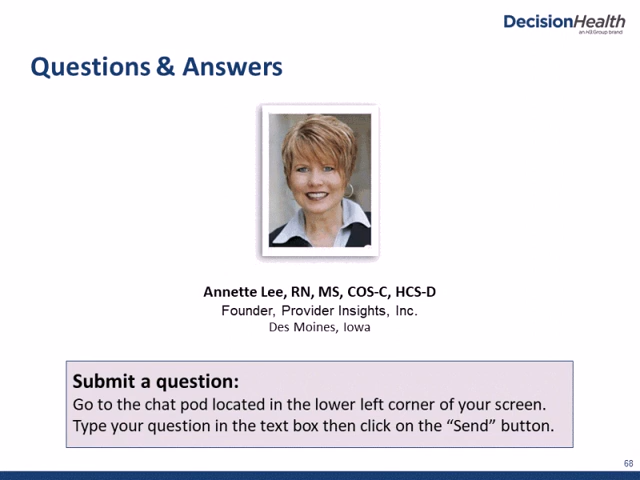 DecisionHealth
an H3.Group brand
Questions & Answers
Annette Lee, RN, MS, COS-C, HCS-D
Founder, Provider Insights, Inc.
Des Moines, Iowa
Submit a question:
Go to the chat pod located in the lower left corner of your screen.
Type your question in the text box then click on the “Send” button.
68